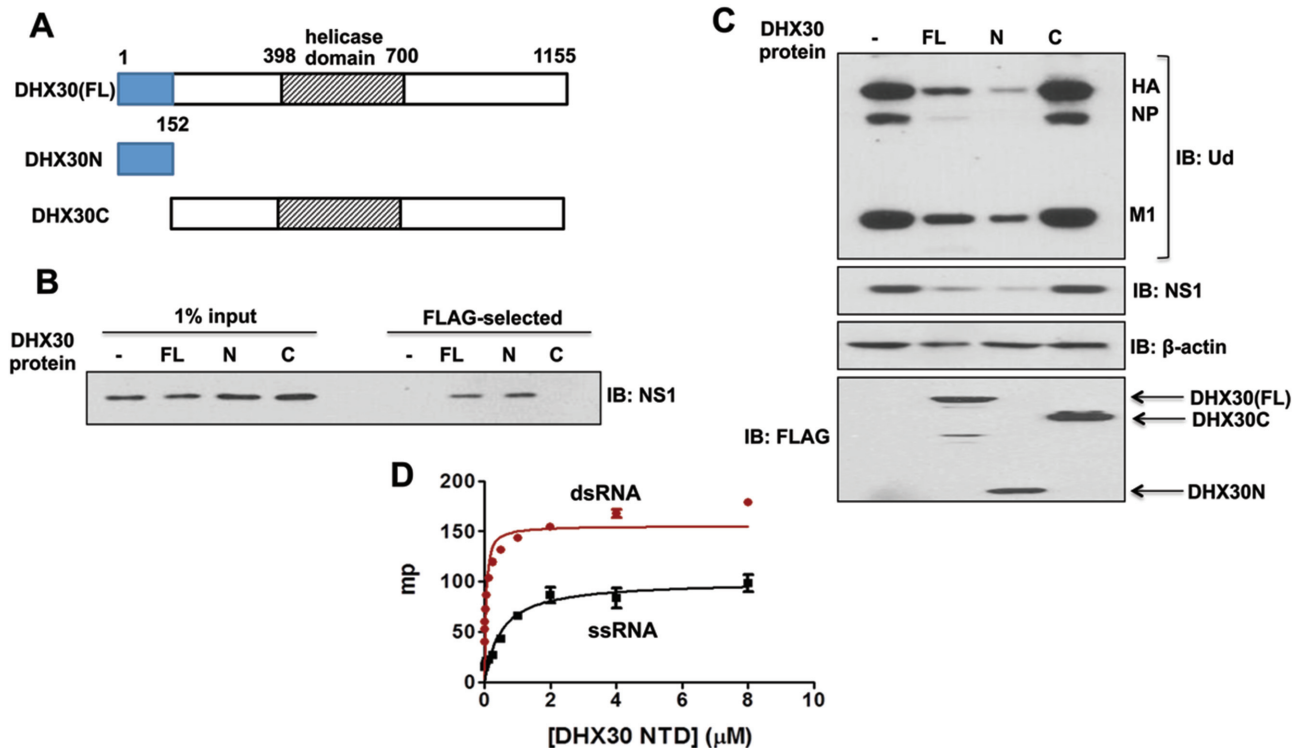 A
helicase
domain
1 398 700 1155
DHX30(FL)
152
DHX30N
DHX30C
B
1% input FLAG-selected
DHX30
protein
- FL N C - FL N C
IB: NS1
C
DHX30
protein
- FL N C
HA
NP
M1
IB: Ud
IB: NS1
IB: β-actin
IB: FLAG
DHX30(FL)
DHX30C
DHX30N
D
200
150
100
50
0
mp
dsRNA
ssRNA
0 2 4 6 8 10
[DHX30 NTD] (μM)